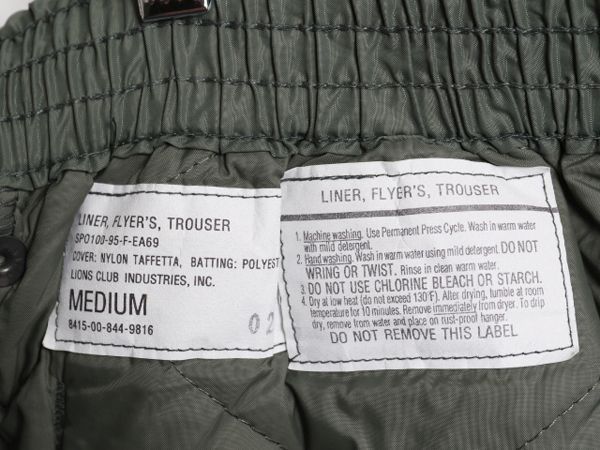 LINER, FLYER'S, TROUSER
SPO100-95-F-EA69
COVER: NYLON TAFFETTA, BATTING: POLYEST
LIONS CLUB INDUSTRIES, INC.
MEDIUM
8415-00-844-9816
02
LINER, FLYER'S, TROUSER
1. Machine washing. Use Permanent Press Cycle. Wash in warm water
with mild detergent.
2. Hand washing. Wash in warm water using mild detergent. DO NOT
WRING OR TWIST. Rinse in clean warm water.
3. DO NOT USE CHLORINE BLEACH OR STARCH.
4. Dry at low heat (do not exceed 130°F). After drying, tumble at room
temperature for 10 minutes. Remove immediately from dryer. To drip
dry, remove from water and place on rust-proof hanger.
DO NOT REMOVE THIS LABEL